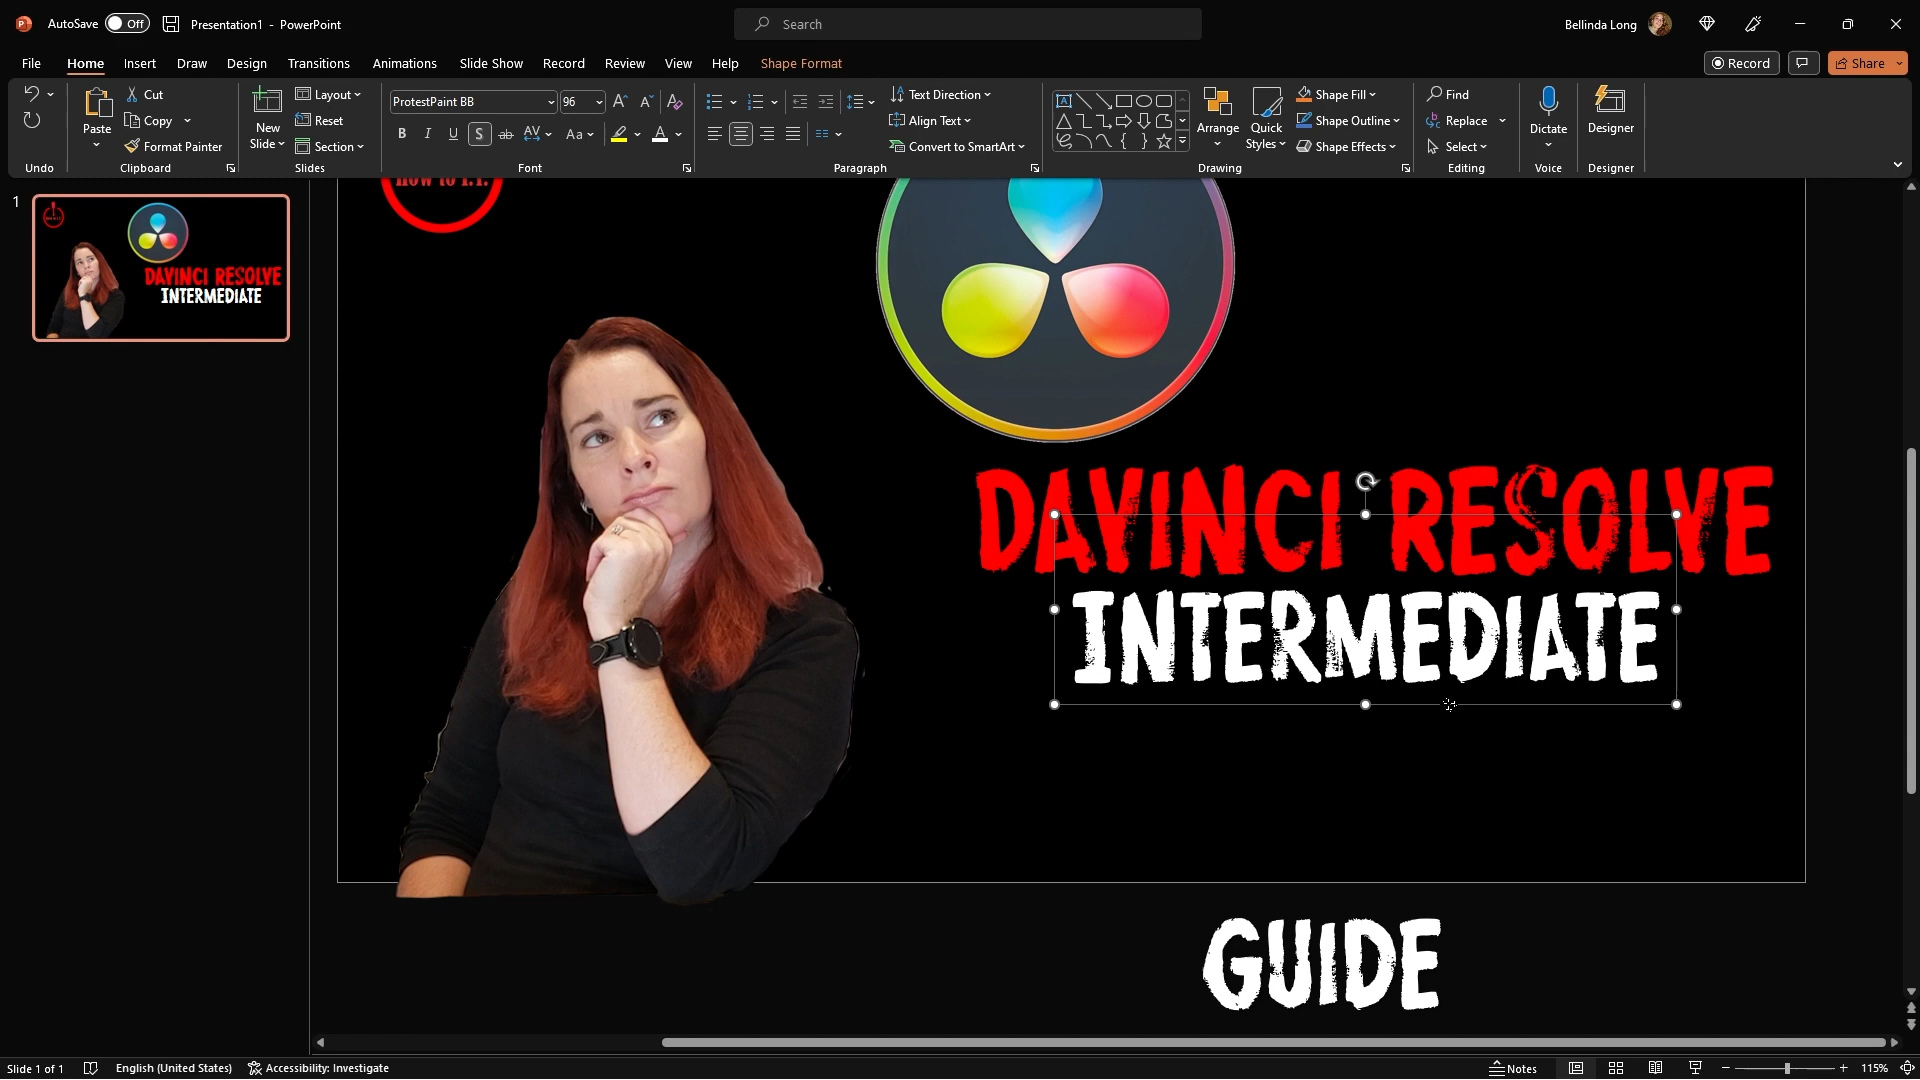 AutoSave Off Presentation1 - PowerPoint Search Bellinda Long
File Home Insert Draw Design Transitions Animations Slide Show Record Review View Help Shape Format Record Share
Paste Cut Copy Format Painter
Undo Clipboard
New Slide Layout Reset Section
Slides
ProtestPaint BB 96
B I U S ab AV Aa A
Font
Text Direction
Align Text
Convert to SmartArt
Paragraph
Arrange Quick Styles Shape Fill Shape Outline Shape Effects
Drawing
Find
Replace
Select
Editing
Dictate
Voice
Designer
Designer
1
DAVINCI RESOLVE
INTERMEDIATE
How to I.T.
DAVINCI RESOLVE
INTERMEDIATE
GUIDE
Slide 1 of 1 English (United States) Accessibility: Investigate Notes 115%